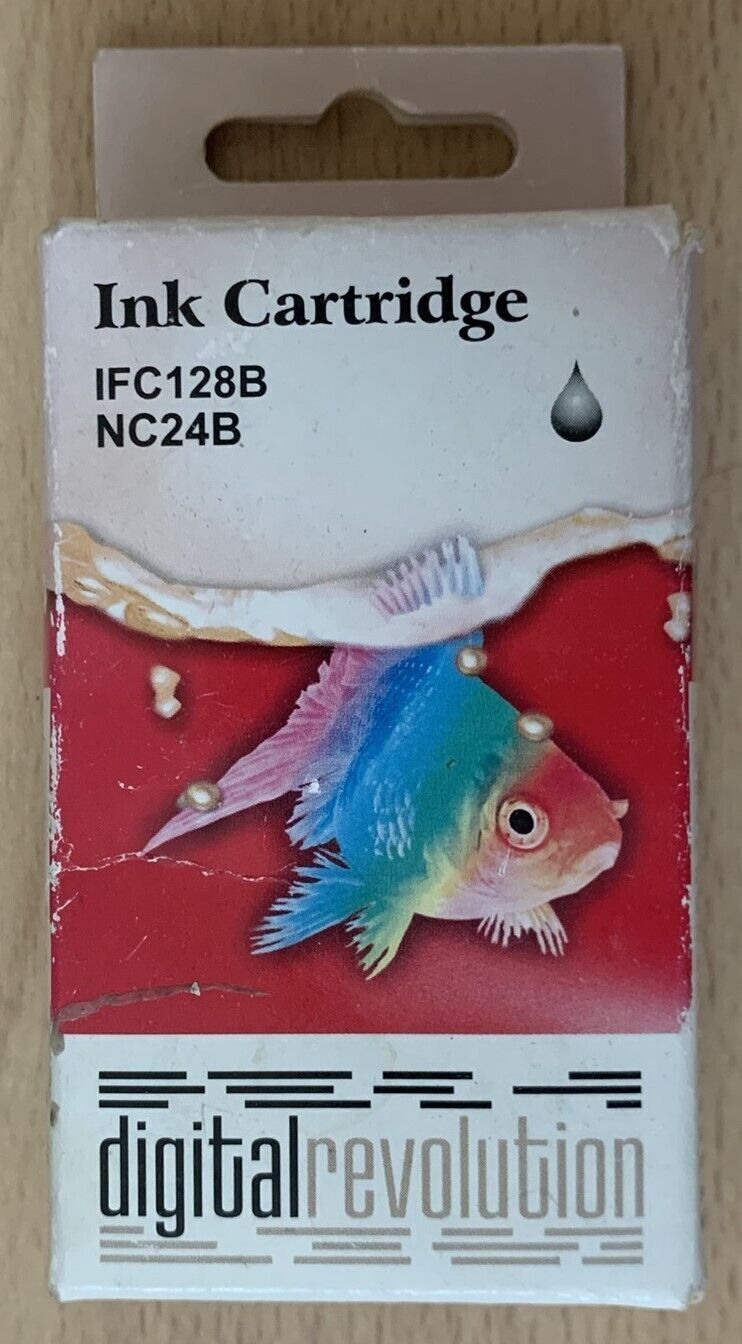 Ink Cartridge
IFC128B
NC24B
digitalrevolution